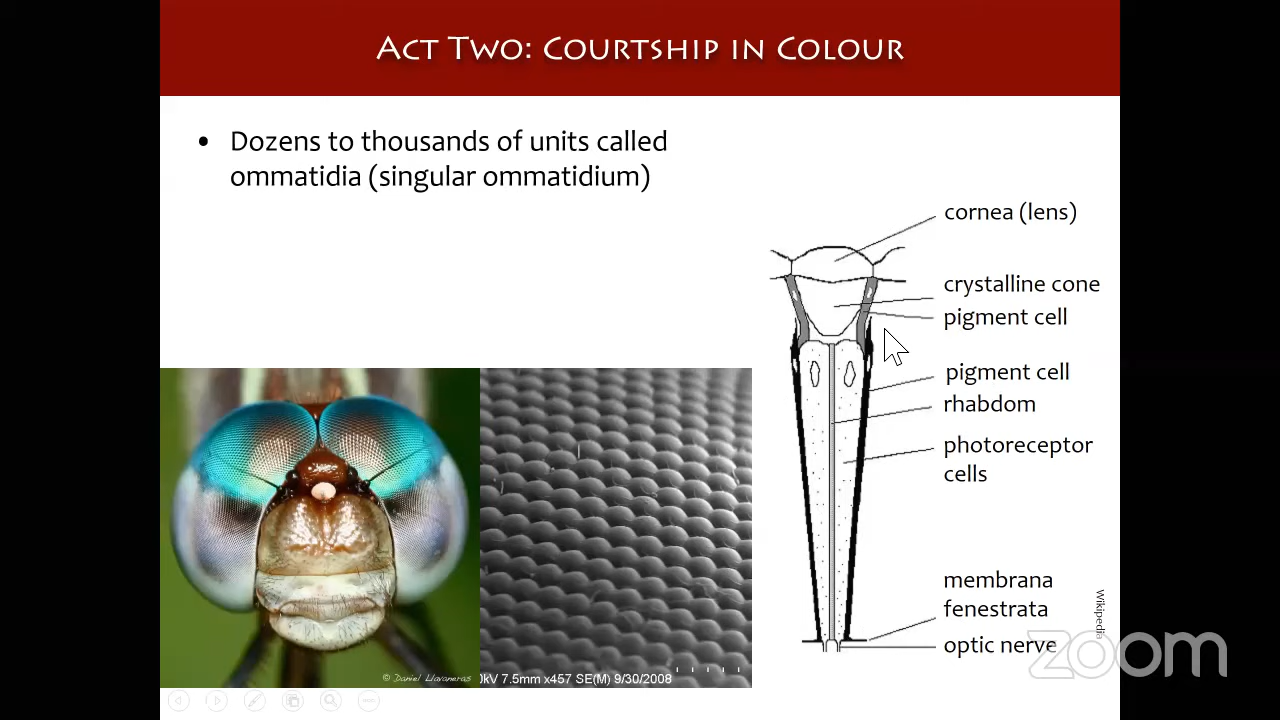 Act Two: Courtship in Colour
• Dozens to thousands of units called
ommatidia (singular ommatidium)
cornea (lens)
crystalline cone
pigment cell
pigment cell
rhabdom
photoreceptor
cells
membrana
fenestrata
optic nerve
Wikipedia
© Daniel Llavaneras
0kV 7.5mm x457 SE(M) 9/30/2008
zoom